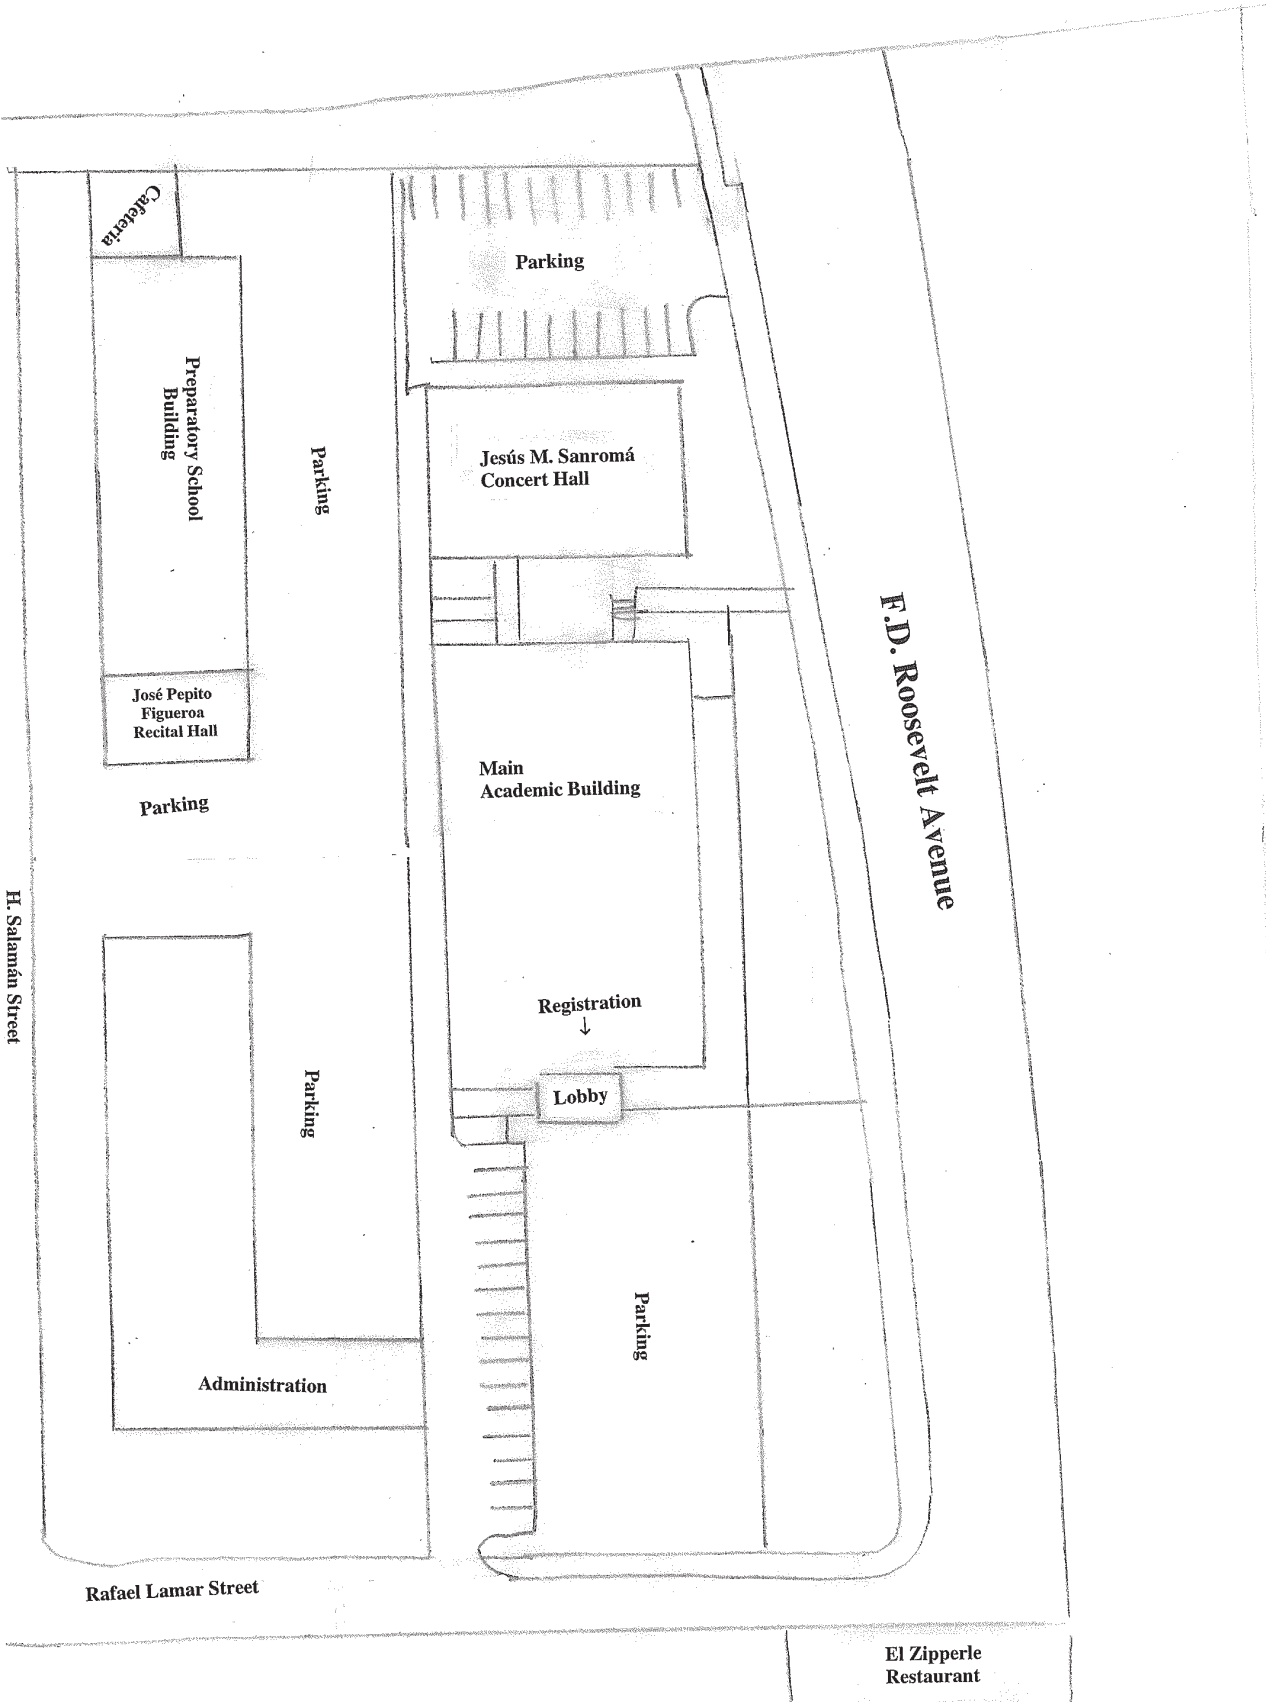 Cafeteria
Parking
Preparatory School
Building
Parking
Jesús M. Sanromá
Concert Hall
F.D. Roosevelt Avenue
José Pepito
Figueroa
Recital Hall
Main
Academic Building
Parking
H. Salamán Street
Registration
Lobby
Parking
Parking
Administration
Rafael Lamar Street
El Zipperle
Restaurant